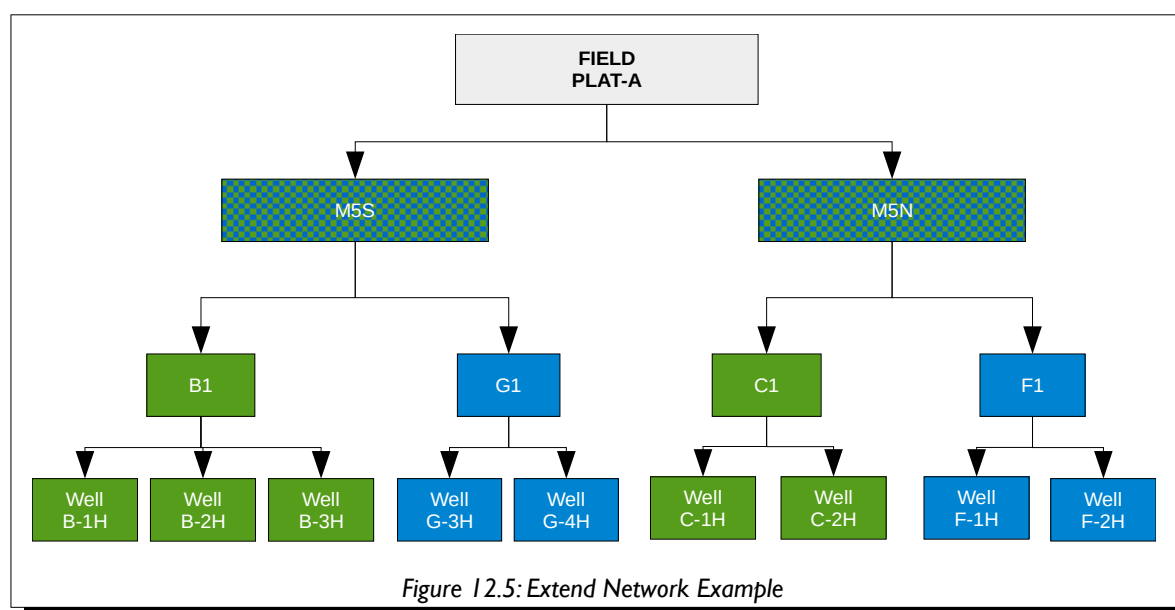 FIELD
PLAT-A
M5S
M5N
B1
G1
C1
F1
Well
B-1H
Well
B-2H
Well
B-3H
Well
G-3H
Well
G-4H
Well
C-1H
Well
C-2H
Well
F-1H
Well
F-2H
Figure 12.5: Extend Network Example